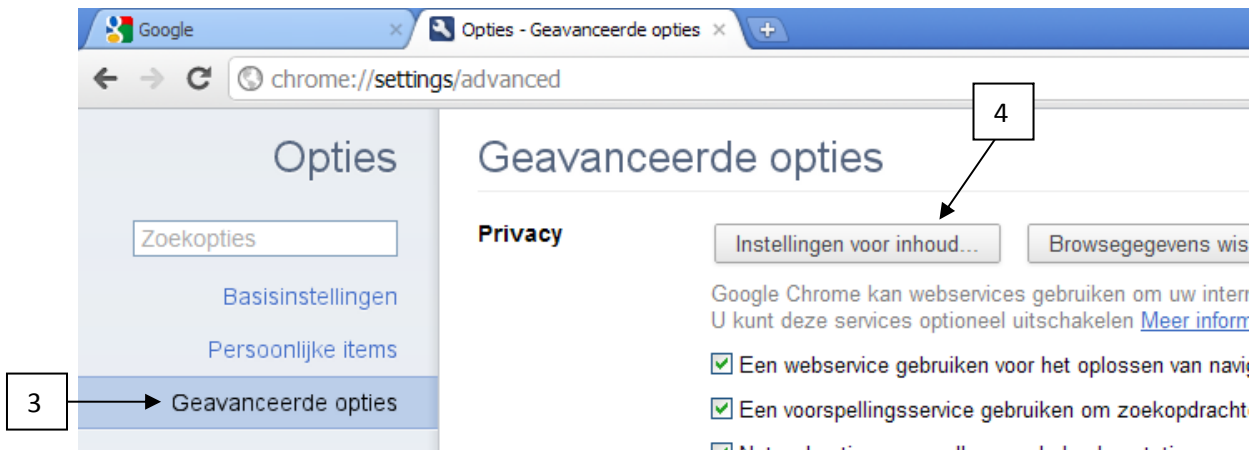 Google
Opties - Geavanceerde opties
chrome://settings/advanced
4
Opties
Geavanceerde opties
Zoekopties
Privacy
Instellingen voor inhoud...
Browsegegevens wis
Basisinstellingen
Google Chrome kan webservices gebruiken om uw intern
U kunt deze services optioneel uitschakelen Meer inform
Persoonlijke items
Een webservice gebruiken voor het oplossen van navig
3
Geavanceerde opties
Een voorspellingsservice gebruiken om zoekopdrachte